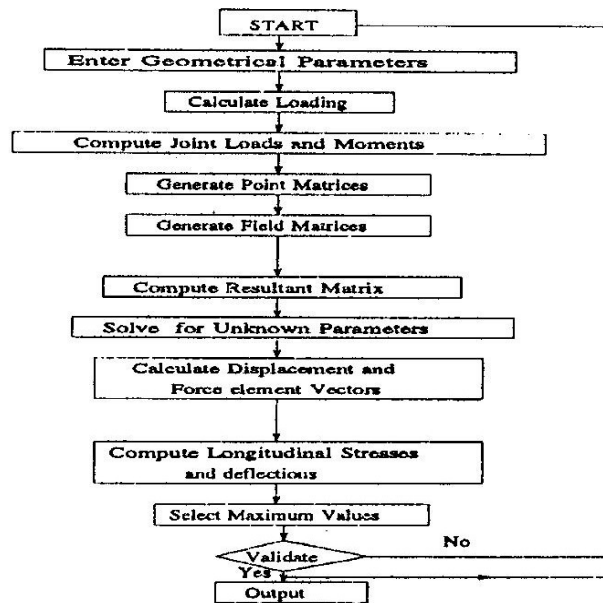 START
Enter Geometrical Parameters
Calculate Loading
Compute Joint Loads and Moments
Generate Point Matrices
Generate Field Matrices
Compute Resultant Matrix
Solve for Unknown Parameters
Calculate Displacement and
Force element Vectors
Compute Longitudinal Stresses
and deflections
Select Maximum Values
No
Validate
Yes
Output